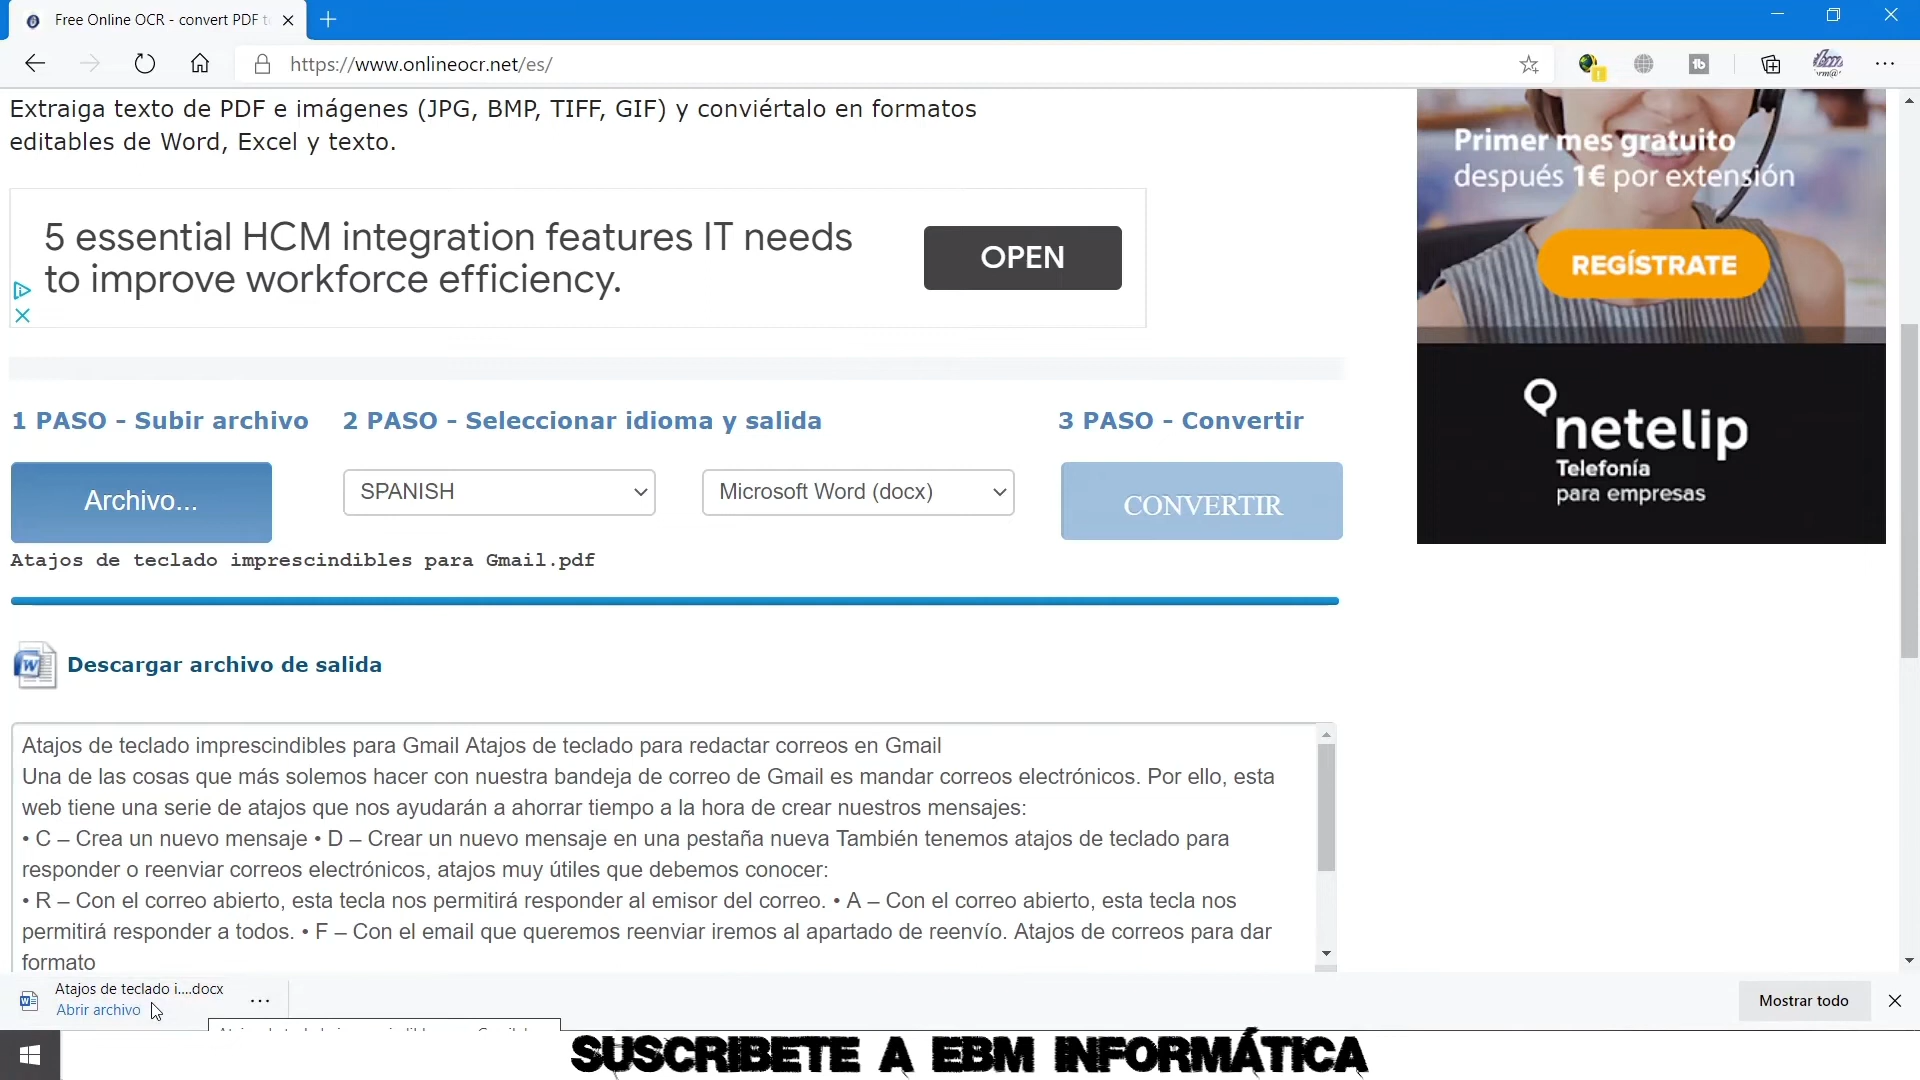 Free Online OCR - convert PDF t
https://www.onlineocr.net/es/
Extraiga texto de PDF e imágenes (JPG, BMP, TIFF, GIF) y conviértalo en formatos
editables de Word, Excel y texto.
5 essential HCM integration features IT needs
to improve workforce efficiency.
OPEN
Primer mes gratuito
después 1€ por extensión
REGÍSTRATE
netelip
Telefonía
para empresas
1 PASO - Subir archivo
2 PASO - Seleccionar idioma y salida
3 PASO - Convertir
Archivo...
SPANISH
Microsoft Word (docx)
CONVERTIR
Atajos de teclado imprescindibles para Gmail.pdf
Descargar archivo de salida
Atajos de teclado imprescindibles para Gmail Atajos de teclado para redactar correos en Gmail
Una de las cosas que más solemos hacer con nuestra bandeja de correo de Gmail es mandar correos electrónicos. Por ello, esta
web tiene una serie de atajos que nos ayudarán a ahorrar tiempo a la hora de crear nuestros mensajes:
• C – Crea un nuevo mensaje • D – Crear un nuevo mensaje en una pestaña nueva También tenemos atajos de teclado para
responder o reenviar correos electrónicos, atajos muy útiles que debemos conocer:
• R – Con el correo abierto, esta tecla nos permitirá responder al emisor del correo. • A – Con el correo abierto, esta tecla nos
permitirá responder a todos. • F – Con el email que queremos reenviar iremos al apartado de reenvío. Atajos de correos para dar
formato
Atajos de teclado i....docx
Abrir archivo
Mostrar todo
SUSCRIBETE A EBM INFORMÁTICA